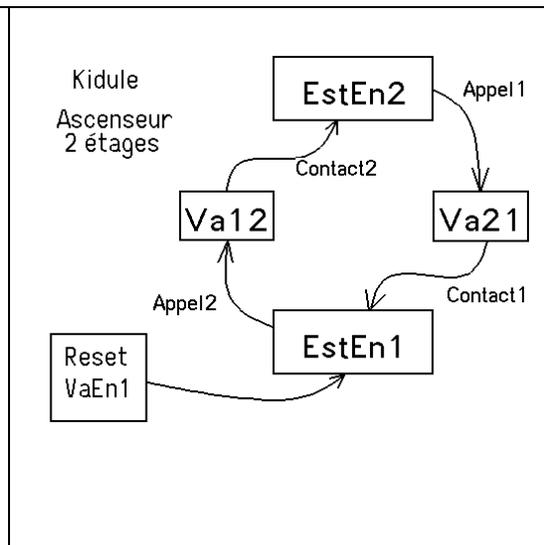 Kidule
Ascenseur
2 étages
EstEn2
Appel1
Contact2
Va12
Va21
Appel2
Contact1
EstEn1
Reset
VaEn1